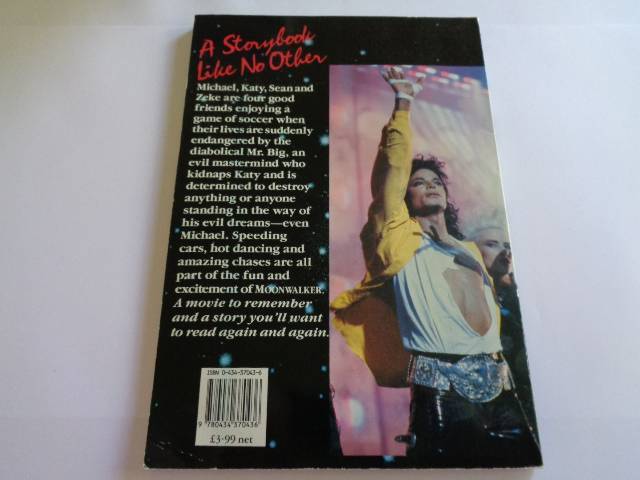 A Storybook
Like No Other
Michael, Katy, Sean and
Zeke are four good
friends enjoying a
game of soccer when
their lives are suddenly
endangered by the
diabolical Mr. Big, an
evil mastermind who
kidnaps Katy and is
determined to destroy
anything or anyone
standing in the way of
his evil dreams—even
Michael. Speeding
cars, hot dancing and
amazing chases are all
part of the fun and
excitement of MOONWALKER.
A movie to remember
and a story you'll want
to read again and again.
ISBN 0-434-37043-6
9 780434 370436
£3·99 net